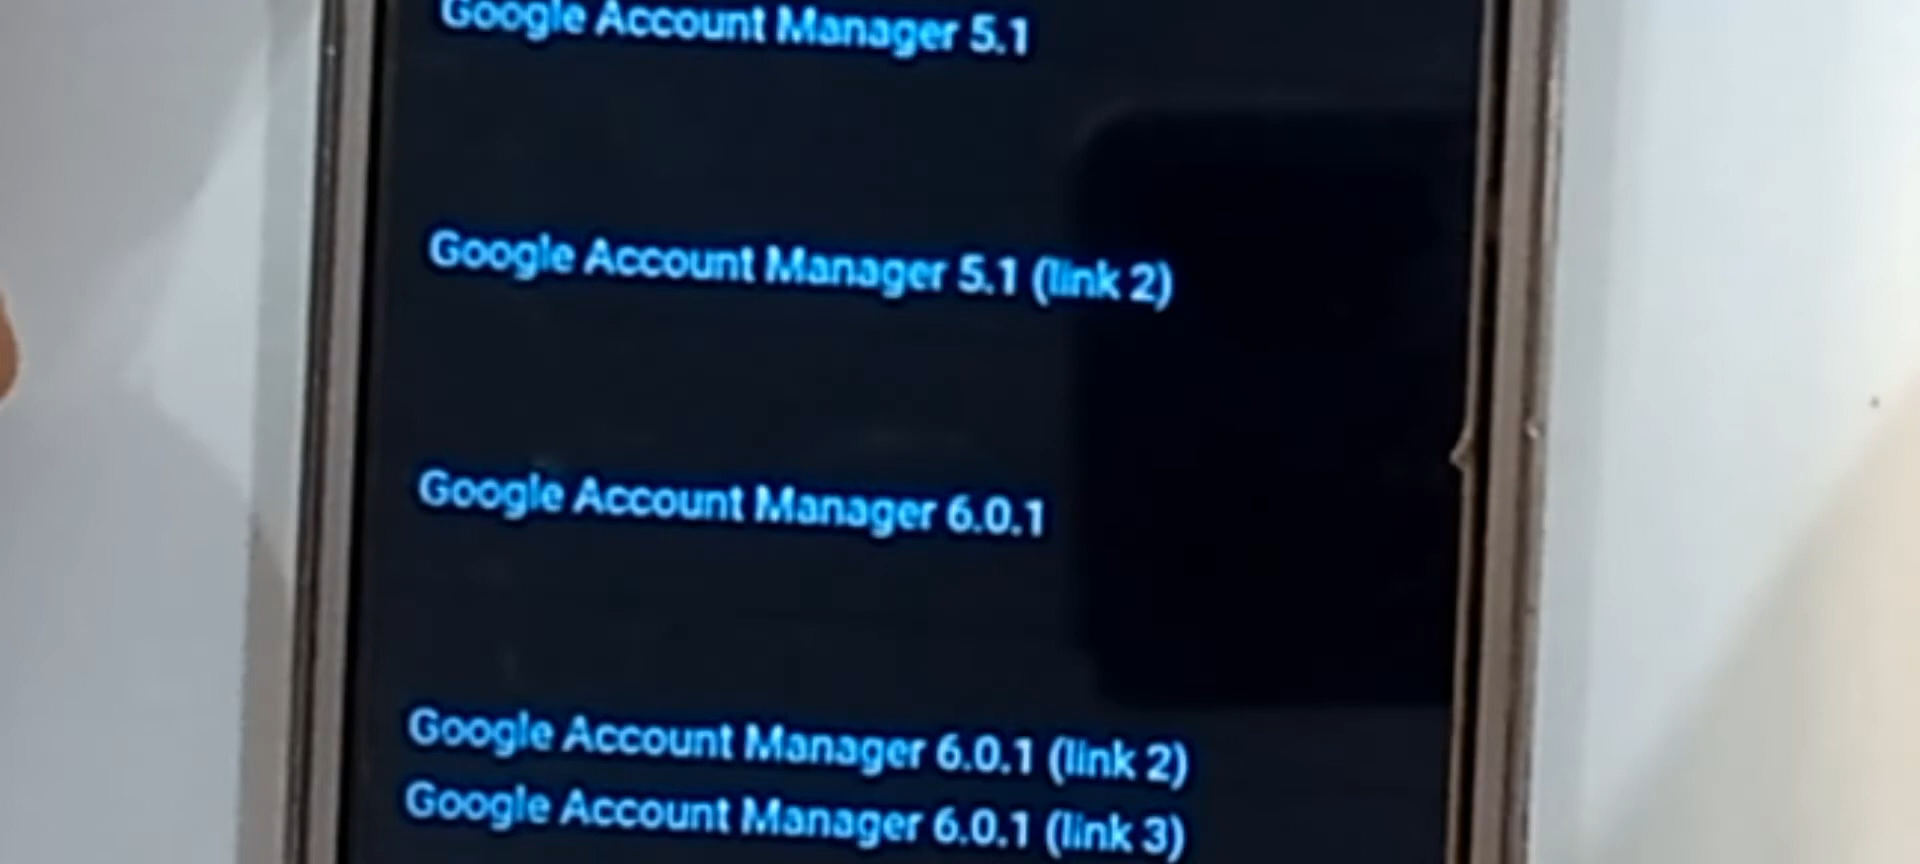 Google Account Manager 5.1
Google Account Manager 5.1 (link 2)
Google Account Manager 6.0.1
Google Account Manager 6.0.1 (link 2)
Google Account Manager 6.0.1 (link 3)